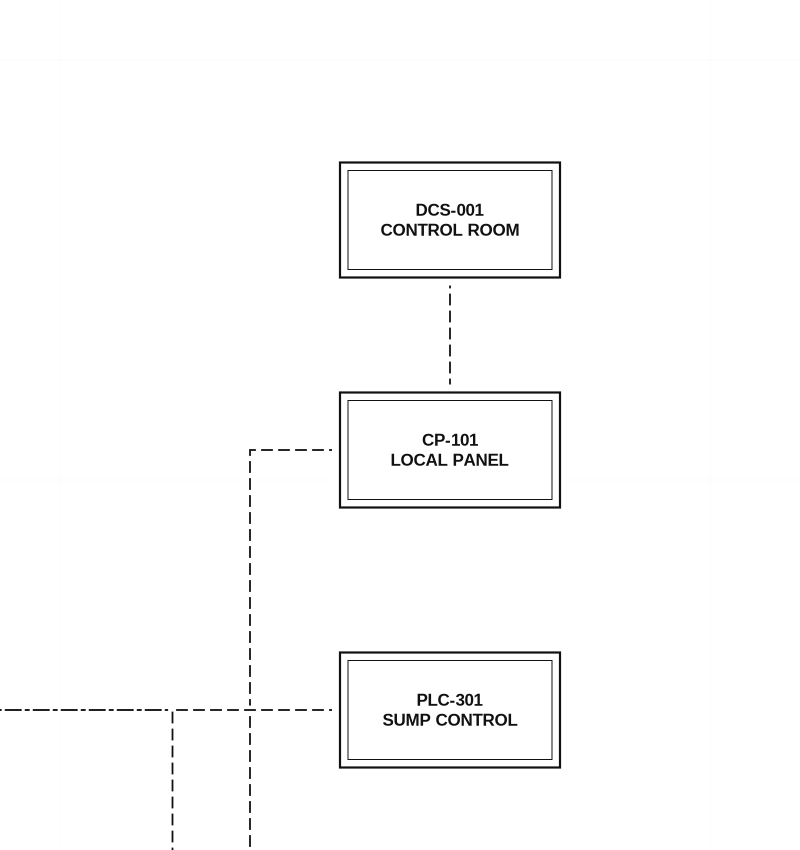 DCS-001
CONTROL ROOM
CP-101
LOCAL PANEL
PLC-301
SUMP CONTROL